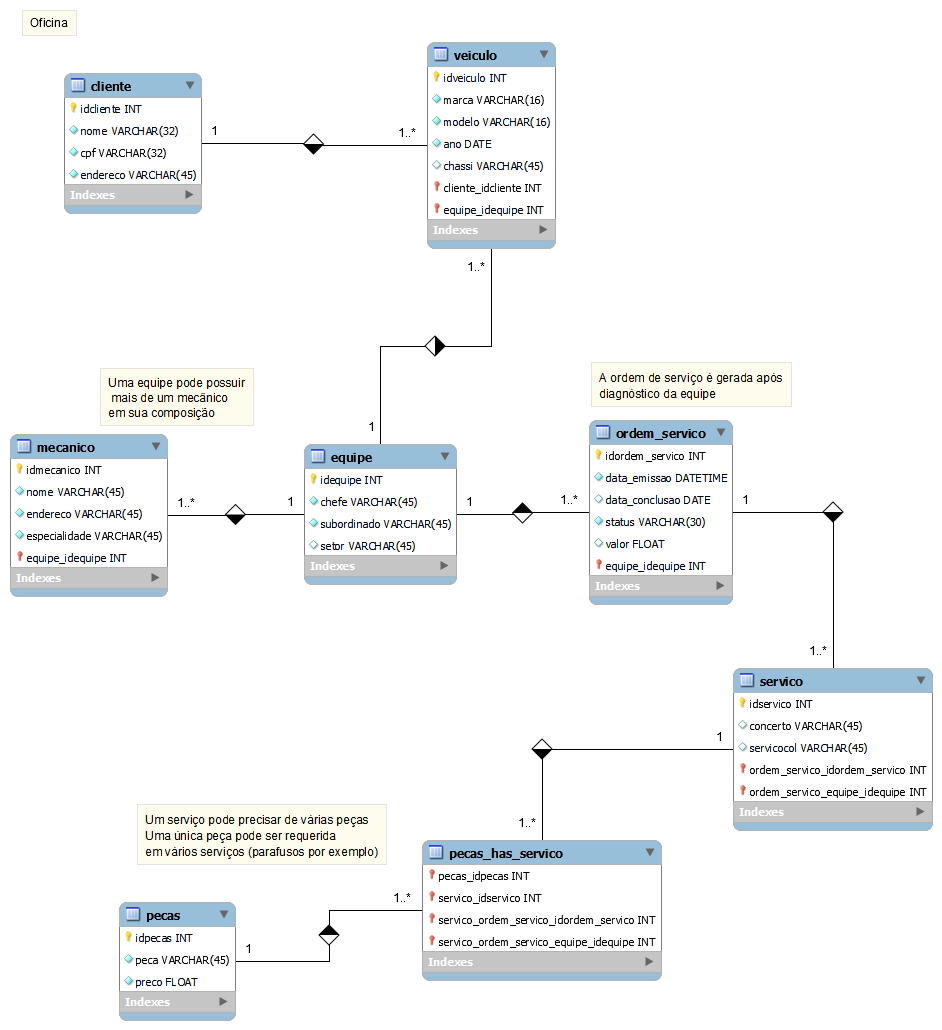 Oficina
cliente
idcliente INT
nome VARCHAR(32)
cpf VARCHAR(32)
endereco VARCHAR(45)
Indexes
1
1..*
veiculo
idveiculo INT
marca VARCHAR(16)
modelo VARCHAR(16)
ano DATE
chassi VARCHAR(45)
cliente_idcliente INT
equipe_idequipe INT
Indexes
1..*
1
Uma equipe pode possuir
mais de um mecânico
em sua composição
A ordem de serviço é gerada após
diagnóstico da equipe
mecanico
idmecanico INT
nome VARCHAR(45)
endereco VARCHAR(45)
especialidade VARCHAR(45)
equipe_idequipe INT
Indexes
1..*
1
equipe
idequipe INT
chefe VARCHAR(45)
subordinado VARCHAR(45)
setor VARCHAR(45)
Indexes
1
1..*
ordem_servico
idordem_servico INT
data_emissao DATETIME
data_conclusao DATE
status VARCHAR(30)
valor FLOAT
equipe_idequipe INT
Indexes
1
1..*
servico
idservico INT
concerto VARCHAR(45)
servicocol VARCHAR(45)
ordem_servico_idordem_servico INT
ordem_servico_equipe_idequipe INT
Indexes
1
1..*
Um serviço pode precisar de várias peças
Uma única peça pode ser requerida
em vários serviços (parafusos por exemplo)
pecas_has_servico
pecas_idpecas INT
servico_idservico INT
servico_ordem_servico_idordem_servico INT
servico_ordem_servico_equipe_idequipe INT
Indexes
1..*
1
pecas
idpecas INT
peca VARCHAR(45)
preco FLOAT
Indexes